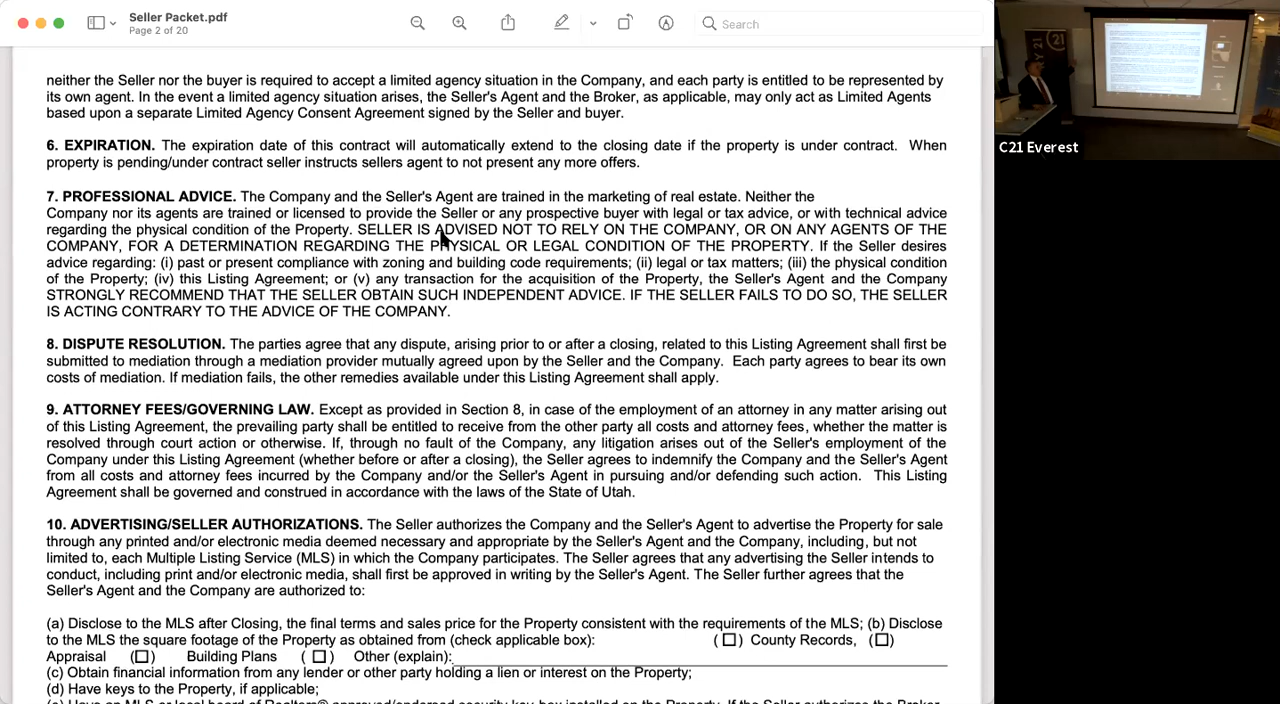 Seller Packet.pdf
Page 2 of 20
Search
neither the Seller nor the buyer is required to accept a limited agency situation in the Company, and each party is entitled to be represented by
its own agent. In the event a limited agency situation arises, the Seller's Agent and the Broker, as applicable, may only act as Limited Agents
based upon a separate Limited Agency Consent Agreement signed by the Seller and buyer.
6. EXPIRATION. The expiration date of this contract will automatically extend to the closing date if the property is under contract. When
property is pending/under contract seller instructs sellers agent to not present any more offers.
7. PROFESSIONAL ADVICE. The Company and the Seller's Agent are trained in the marketing of real estate. Neither the
Company nor its agents are trained or licensed to provide the Seller or any prospective buyer with legal or tax advice, or with technical advice
regarding the physical condition of the Property. SELLER IS ADVISED NOT TO RELY ON THE COMPANY, OR ON ANY AGENTS OF THE
COMPANY, FOR A DETERMINATION REGARDING THE PHYSICAL OR LEGAL CONDITION OF THE PROPERTY. If the Seller desires
advice regarding: (i) past or present compliance with zoning and building code requirements; (ii) legal or tax matters; (iii) the physical condition
of the Property; (iv) this Listing Agreement; or (v) any transaction for the acquisition of the Property, the Seller's Agent and the Company
STRONGLY RECOMMEND THAT THE SELLER OBTAIN SUCH INDEPENDENT ADVICE. IF THE SELLER FAILS TO DO SO, THE SELLER
IS ACTING CONTRARY TO THE ADVICE OF THE COMPANY.
8. DISPUTE RESOLUTION. The parties agree that any dispute, arising prior to or after a closing, related to this Listing Agreement shall first be
submitted to mediation through a mediation provider mutually agreed upon by the Seller and the Company. Each party agrees to bear its own
costs of mediation. If mediation fails, the other remedies available under this Listing Agreement shall apply.
9. ATTORNEY FEES/GOVERNING LAW. Except as provided in Section 8, in case of the employment of an attorney in any matter arising out
of this Listing Agreement, the prevailing party shall be entitled to receive from the other party all costs and attorney fees, whether the matter is
resolved through court action or otherwise. If, through no fault of the Company, any litigation arises out of the Seller's employment of the
Company under this Listing Agreement (whether before or after a closing), the Seller agrees to indemnify the Company and the Seller's Agent
from all costs and attorney fees incurred by the Company and/or the Seller's Agent in pursuing and/or defending such action. This Listing
Agreement shall be governed and construed in accordance with the laws of the State of Utah.
10. ADVERTISING/SELLER AUTHORIZATIONS. The Seller authorizes the Company and the Seller's Agent to advertise the Property for sale
through any printed and/or electronic media deemed necessary and appropriate by the Seller's Agent and the Company, including, but not
limited to, each Multiple Listing Service (MLS) in which the Company participates. The Seller agrees that any advertising the Seller intends to
conduct, including print and/or electronic media, shall first be approved in writing by the Seller's Agent. The Seller further agrees that the
Seller's Agent and the Company are authorized to:
(a) Disclose to the MLS after Closing, the final terms and sales price for the Property consistent with the requirements of the MLS; (b) Disclose
to the MLS the square footage of the Property as obtained from (check applicable box): ( ☐ ) County Records, ( ☐ )
Appraisal ( ☐ ) Building Plans ( ☐ ) Other (explain):
(c) Obtain financial information from any lender or other party holding a lien or interest on the Property;
(d) Have keys to the Property, if applicable;
C21 Everest
21